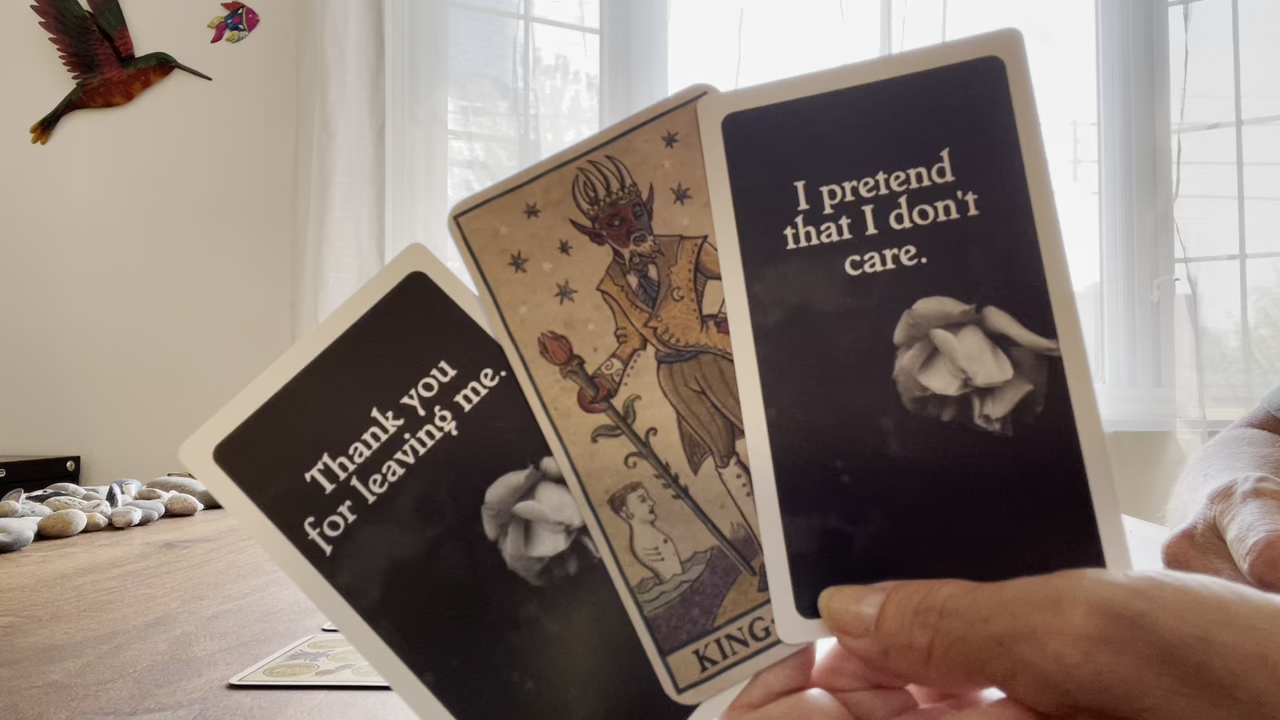 Thank you
for leaving me.
KING
I pretend
that I don't
care.